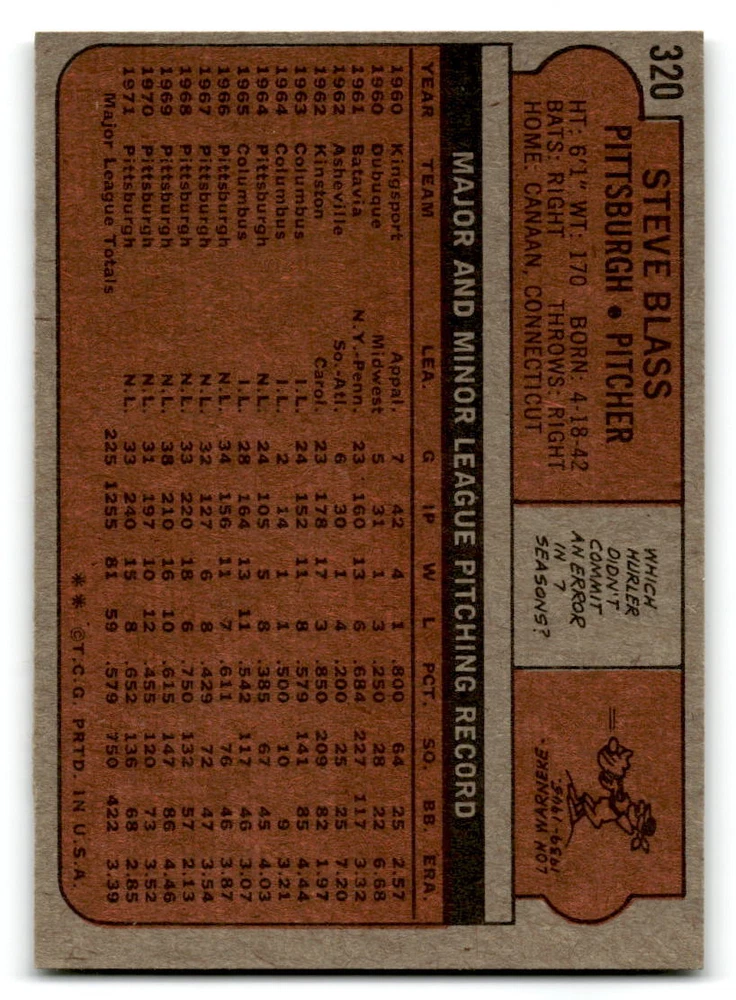 320
STEVE BLASS
PITTSBURGH • PITCHER
HT: 6'1" WT: 170 BORN: 4-18-42
BATS: RIGHT THROWS: RIGHT
HOME: CANAAN, CONNECTICUT
WHICH
HURLER
DIDN'T
COMMIT
AN ERROR
IN 7
SEASONS?
LON WARNEKE.
1939-1945.
MAJOR AND MINOR LEAGUE PITCHING RECORD
YEAR TEAM LEA. G IP W L PCT. SO. BB. ERA.
1960 Kingsport Appal. 7 42 4 1 .800 64 25 2.57
1960 Dubuque Midwest 5 31 1 3 .250 28 22 6.68
1961 Batavia N.Y.-Penn. 23 160 13 6 .684 227 117 3.32
1962 Asheville So.-Atl. 6 30 1 4 .200 25 25 7.20
1962 Kinston Carol. 23 178 17 3 .850 209 82 1.97
1963 Columbus I.L. 24 152 11 8 .579 141 85 4.44
1964 Columbus I.L. 2 14 1 1 .500 10 9 3.21
1964 Pittsburgh N.L. 24 105 5 8 .385 67 45 4.03
1965 Columbus I.L. 28 164 13 11 .542 117 46 3.07
1966 Pittsburgh N.L. 34 156 11 7 .611 76 46 3.87
1967 Pittsburgh N.L. 32 127 6 8 .429 72 47 3.54
1968 Pittsburgh N.L. 33 220 18 6 .750 132 57 2.13
1969 Pittsburgh N.L. 38 210 16 10 .615 147 86 4.46
1970 Pittsburgh N.L. 31 197 10 12 .455 120 73 3.52
1971 Pittsburgh N.L. 33 240 15 8 .652 136 68 2.85
Major League Totals 225 1255 81 59 .579 750 422 3.39
** ©T.C.G. PRTD. IN U.S.A.